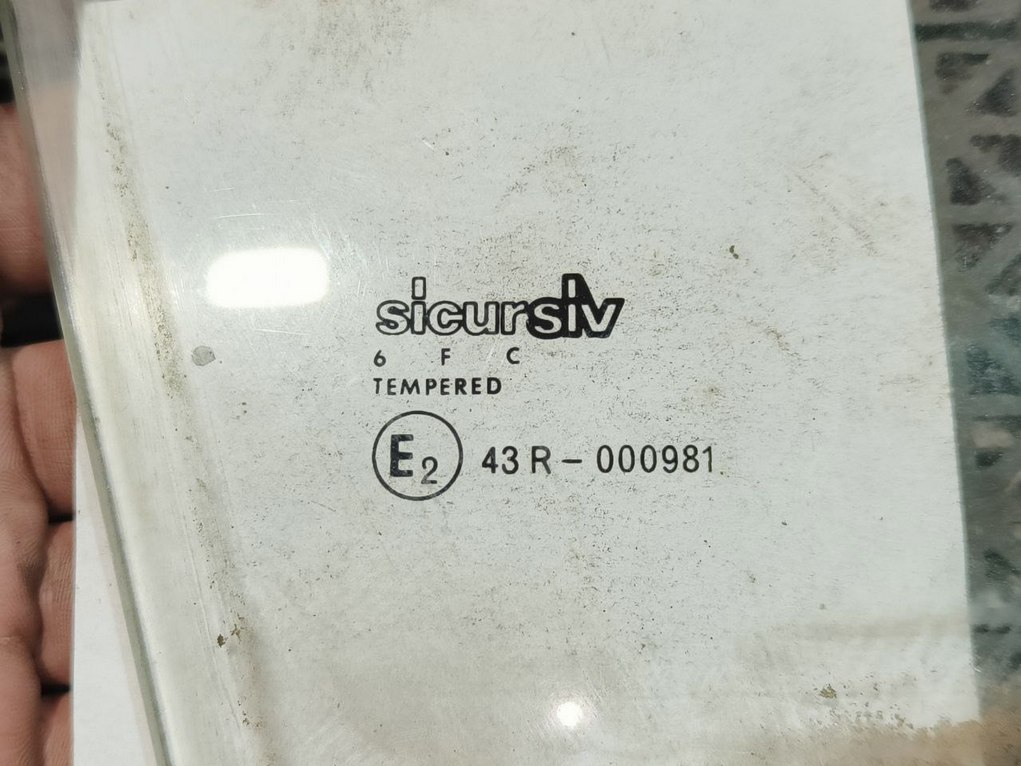 sicursiv
6 F C
TEMPERED
E2 43 R - 000981